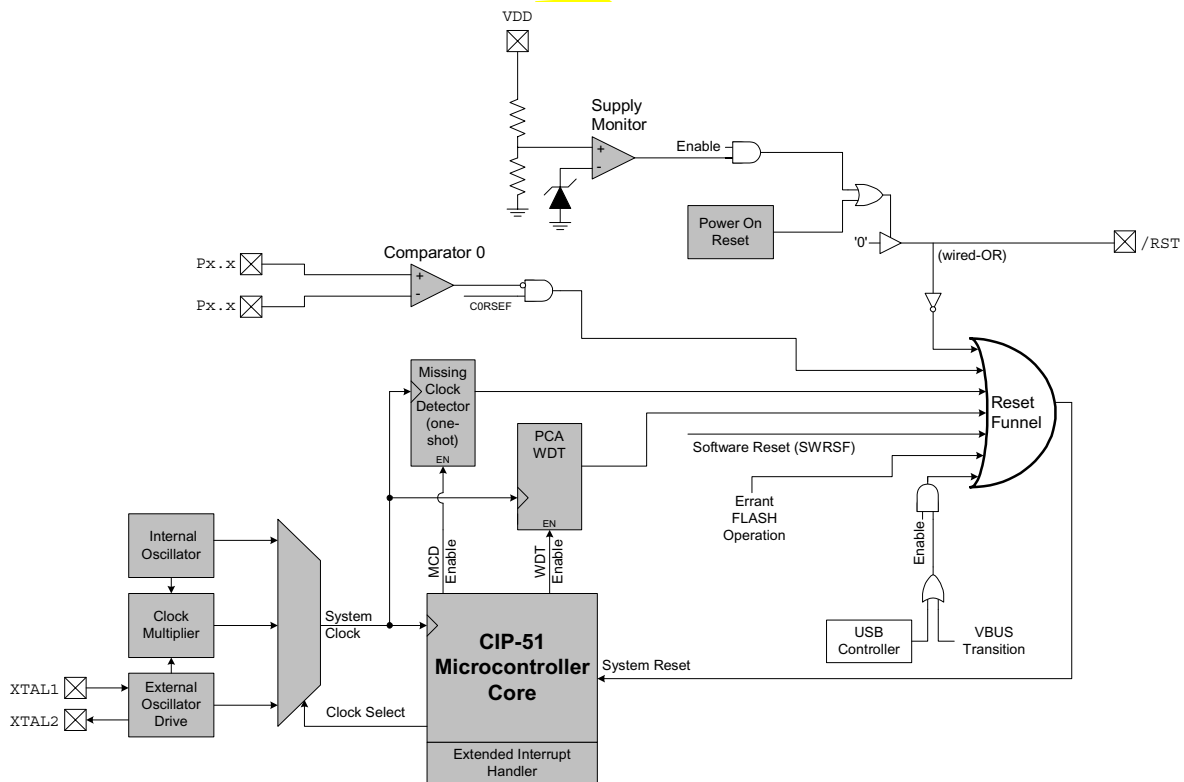 VDD
Supply
Monitor
Enable
Power On
Reset
'0'
/RST
(wired-OR)
Comparator 0
Px.x
Px.x
C0RSEF
Missing
Clock
Detector
(one-
shot)
EN
PCA
WDT
EN
Reset
Funnel
Software Reset (SWRSF)
Errant
FLASH
Operation
Enable
Internal
Oscillator
Clock
Multiplier
External
Oscillator
Drive
XTAL1
XTAL2
System
Clock
MCD
Enable
WDT
Enable
CIP-51
Microcontroller
Core
System Reset
Clock Select
Extended Interrupt
Handler
USB
Controller
VBUS
Transition